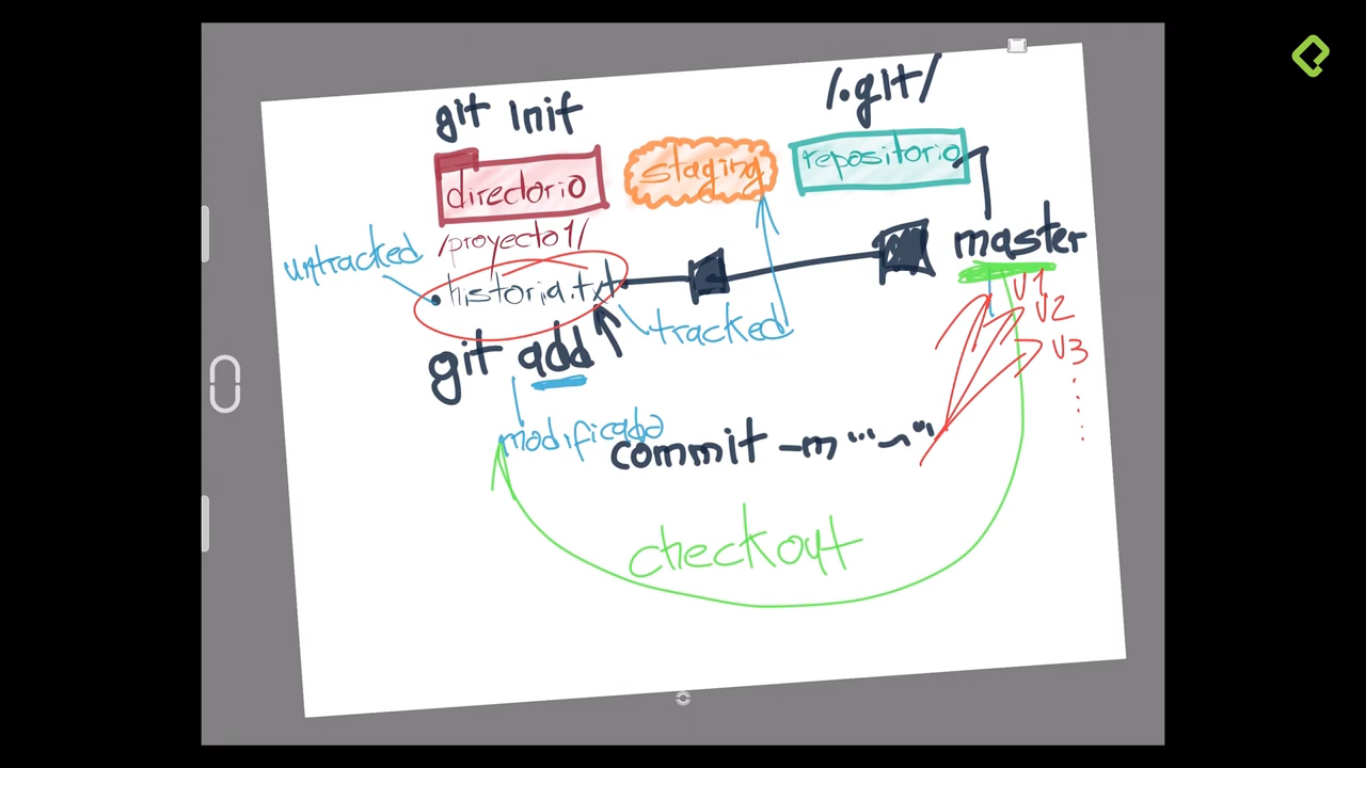 git init
/.git/
directorio
staging
repositorio
/proyecto1/
master
untracked
historia.txt
V1
V2
tracked
V3
git add
modificado
commit -m "~"
checkout